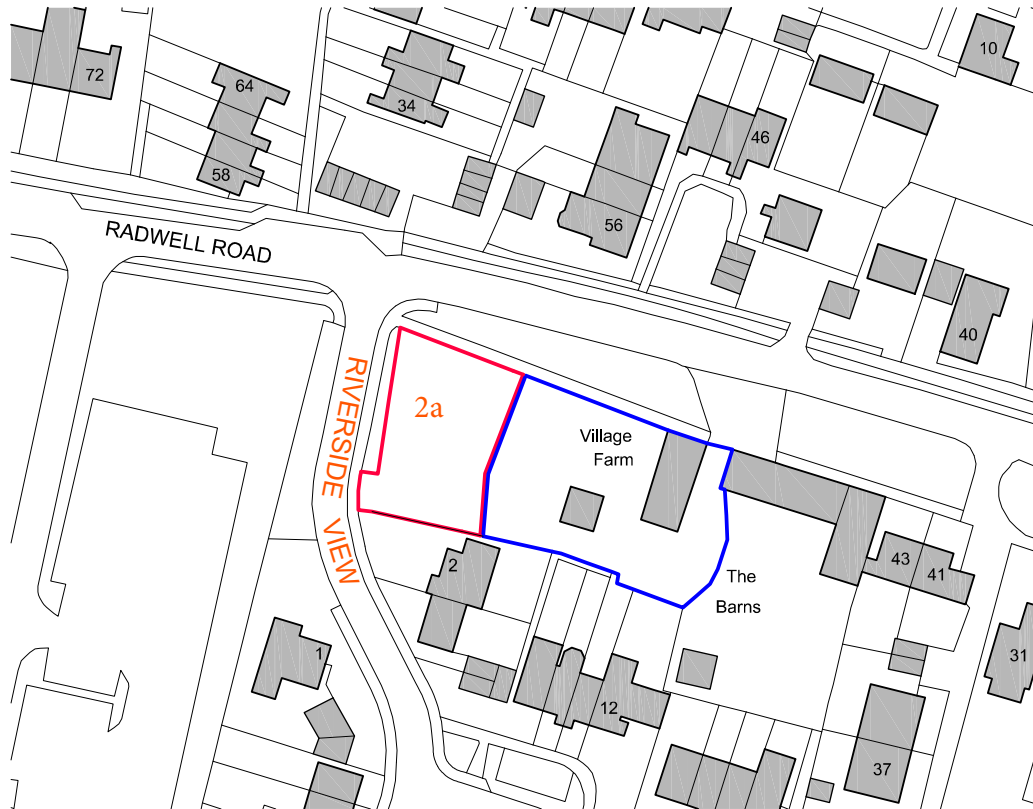 10
72
64
34
46
58
56
RADWELL ROAD
40
RIVERSIDE VIEW
2a
Village
Farm
43
41
2
The
Barns
1
31
12
37